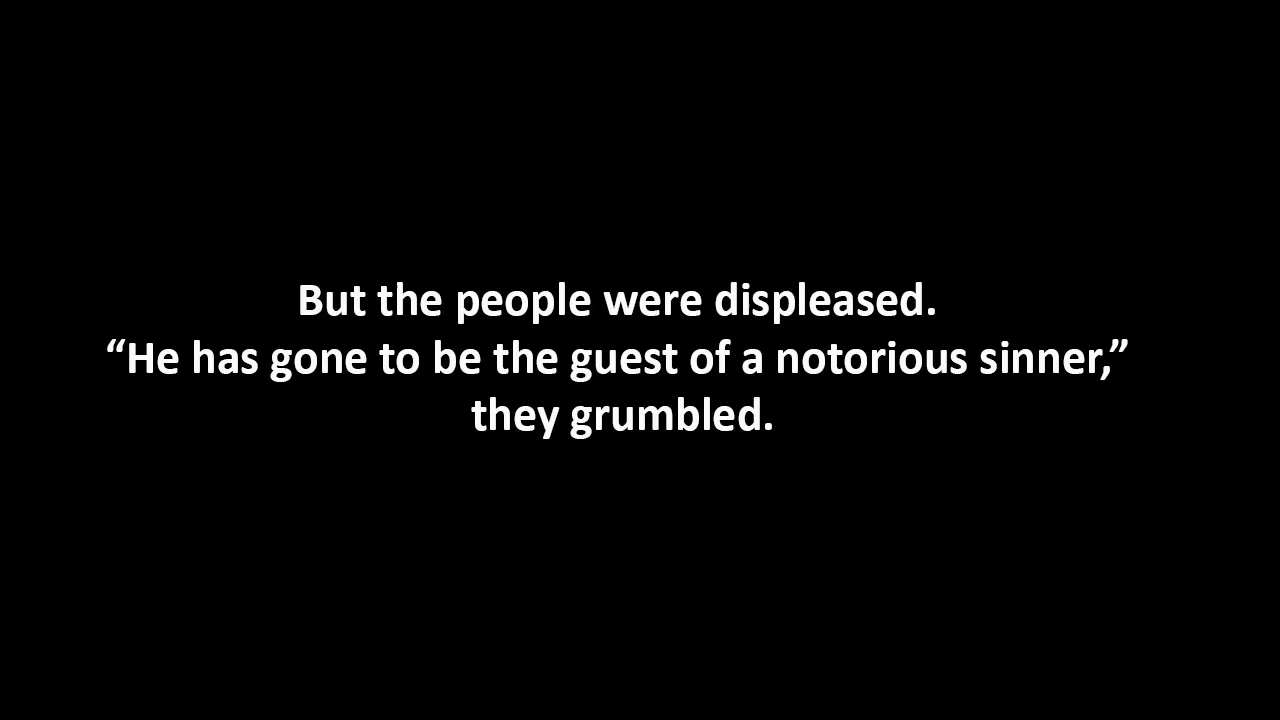 But the people were displeased.
“He has gone to be the guest of a notorious sinner,”
they grumbled.